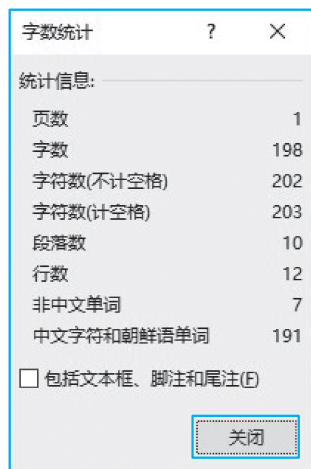 字数统计 ? ×
统计信息:
页数 1
字数 198
字符数(不计空格) 202
字符数(计空格) 203
段落数 10
行数 12
非中文单词 7
中文字符和朝鲜语单词 191
包括文本框、脚注和尾注(F)
关闭